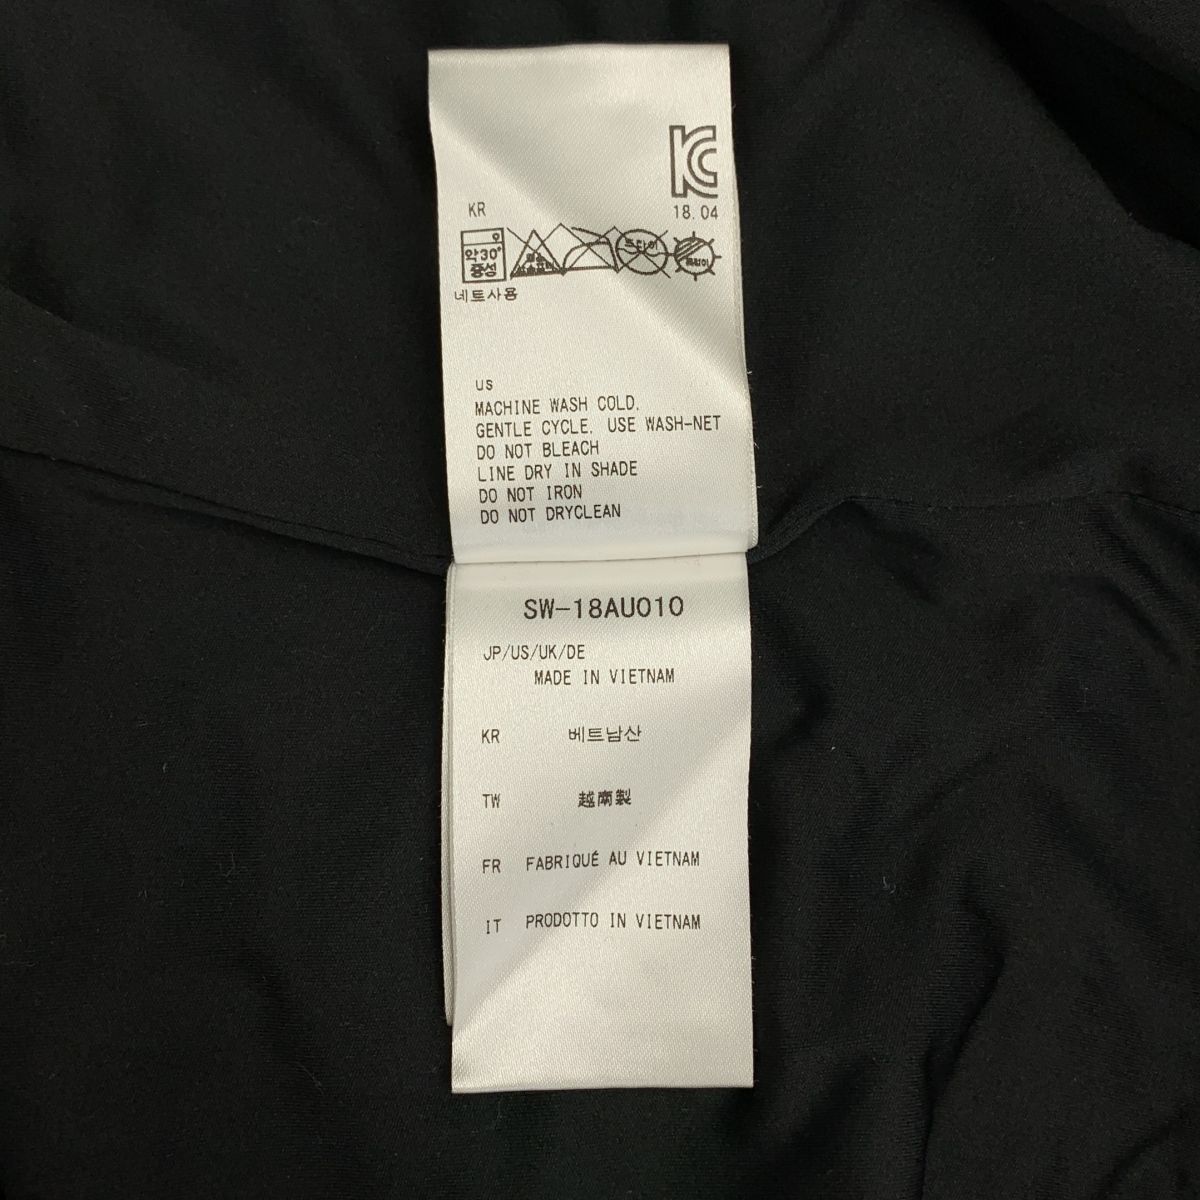 KC
KR
18.04
약30°
중성
드라이
네트사용
US
MACHINE WASH COLD.
GENTLE CYCLE. USE WASH-NET
DO NOT BLEACH
LINE DRY IN SHADE
DO NOT IRON
DO NOT DRYCLEAN
SW-18AU010
JP/US/UK/DE
MADE IN VIETNAM
KR 베트남산
TW 越南製
FR FABRIQUÉ AU VIETNAM
IT PRODOTTO IN VIETNAM